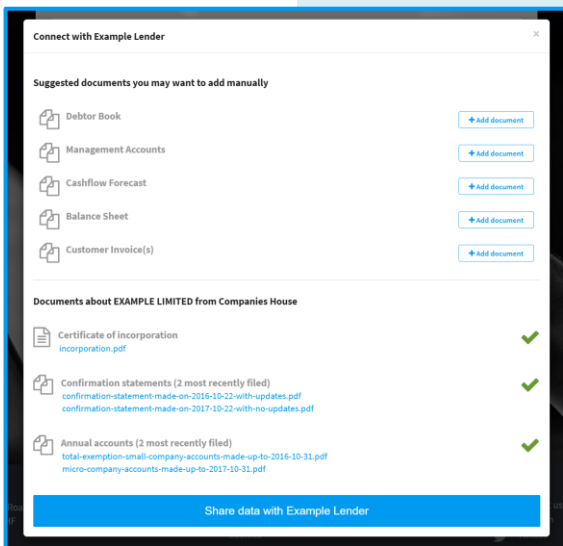 Connect with Example Lender ×
Suggested documents you may want to add manually
Debtor Book + Add document
Management Accounts + Add document
Cashflow Forecast + Add document
Balance Sheet + Add document
Customer Invoice(s) + Add document
Documents about EXAMPLE LIMITED from Companies House
Certificate of incorporation
incorporation.pdf
Confirmation statements (2 most recently filed)
confirmation-statement-made-on-2016-10-22-with-updates.pdf
confirmation-statement-made-on-2017-10-22-with-no-updates.pdf
Annual accounts (2 most recently filed)
total-exemption-small-company-accounts-made-up-to-2016-10-31.pdf
micro-company-accounts-made-up-to-2017-10-31.pdf
Share data with Example Lender